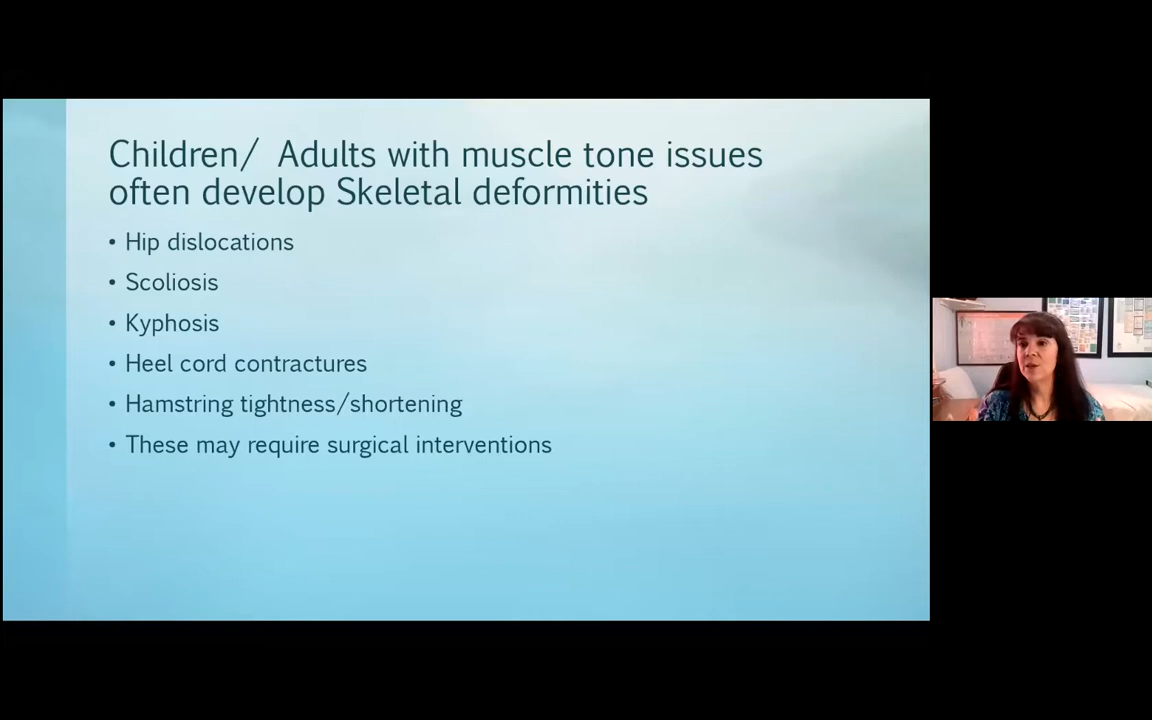 Children/ Adults with muscle tone issues
often develop Skeletal deformities
• Hip dislocations
• Scoliosis
• Kyphosis
• Heel cord contractures
• Hamstring tightness/shortening
• These may require surgical interventions